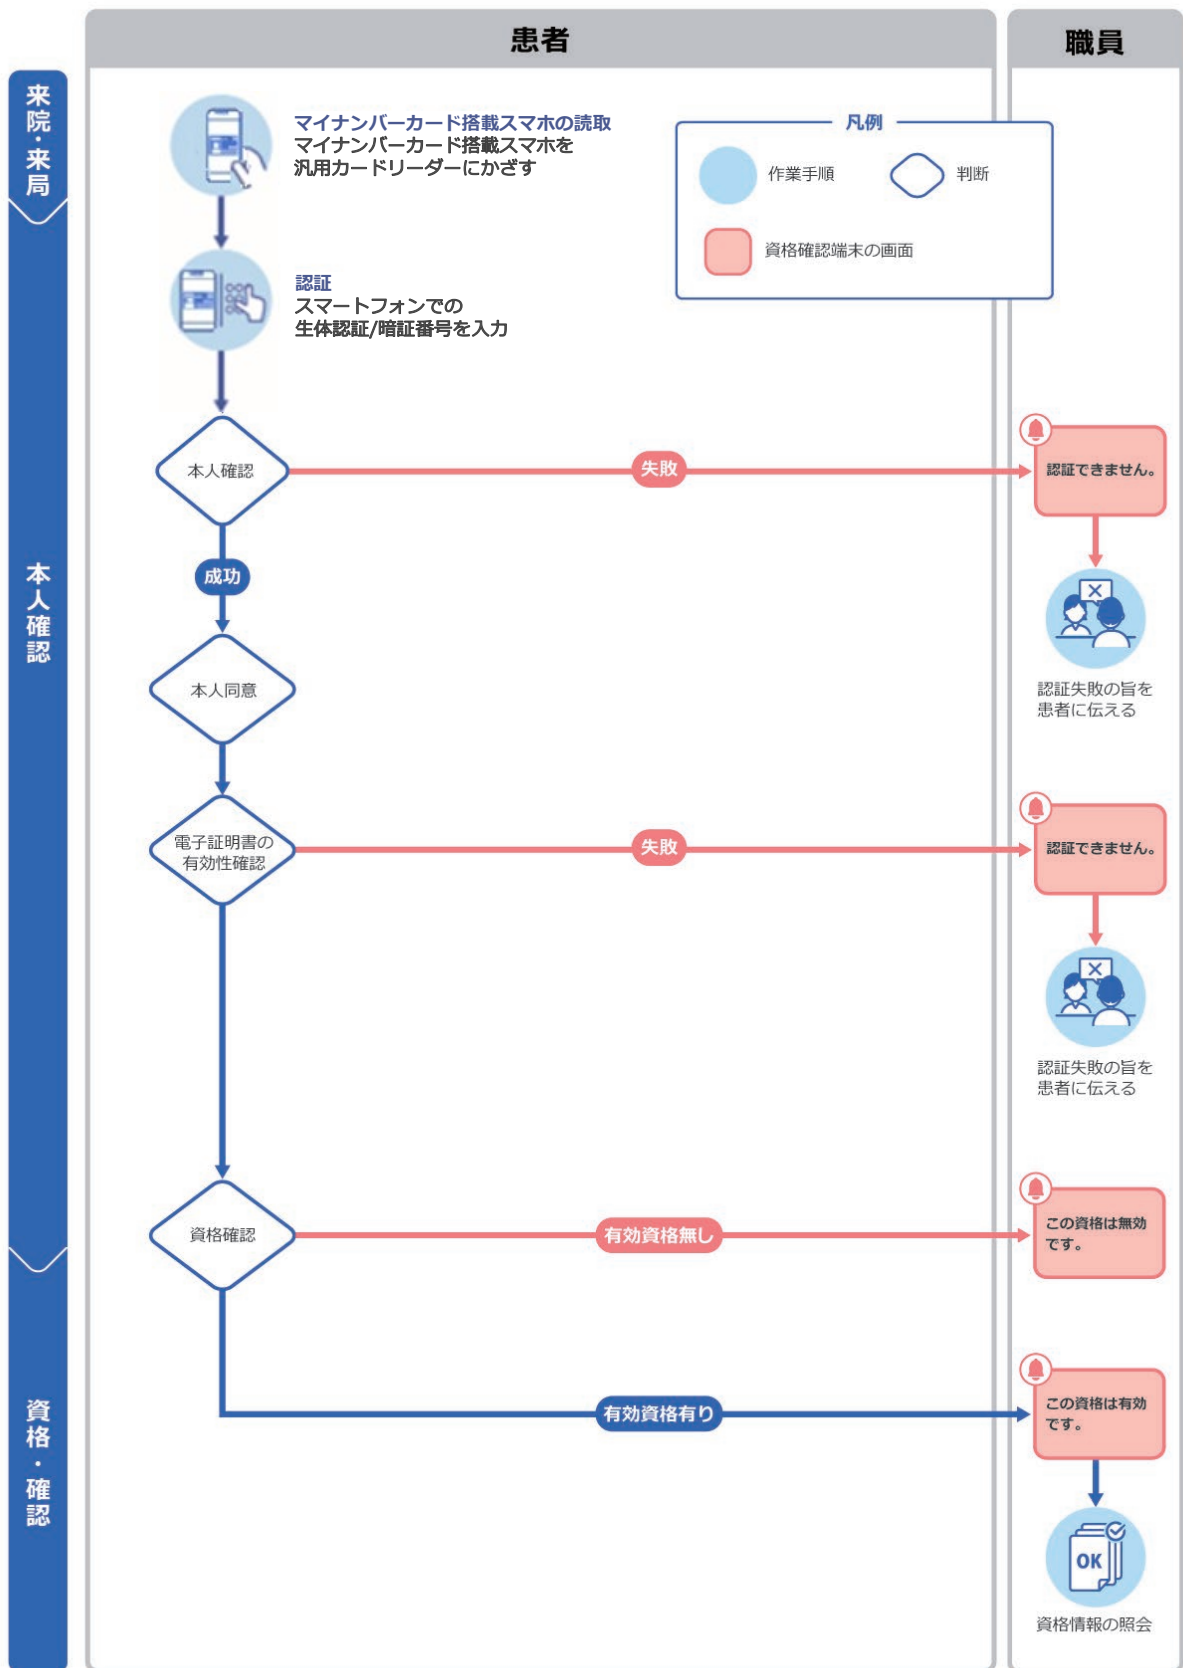 患者
職員
来院・来局
マイナンバーカード搭載スマホの読取
マイナンバーカード搭載スマホを
汎用カードリーダーにかざす
凡例
作業手順
判断
資格確認端末の画面
認証
スマートフォンでの
生体認証/暗証番号を入力
本人確認
本人確認
失敗
認証できません。
成功
認証失敗の旨を
患者に伝える
本人同意
電子証明書の
有効性確認
失敗
認証できません。
認証失敗の旨を
患者に伝える
資格確認
有効資格無し
この資格は無効
です。
資格・確認
有効資格有り
この資格は有効
です。
OK
資格情報の照会